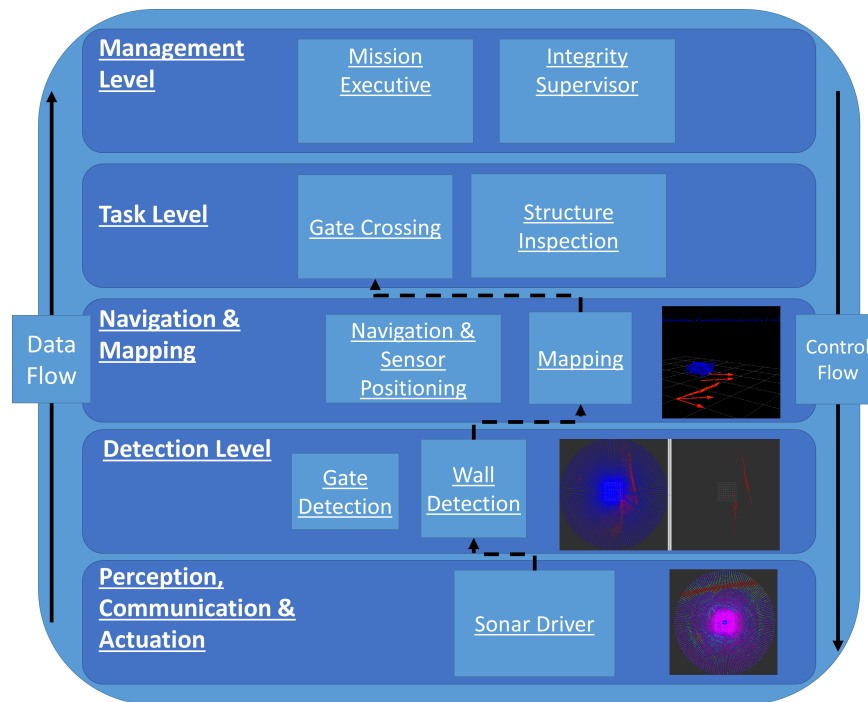 Management
Level
Mission
Executive
Integrity
Supervisor
Task Level
Gate Crossing
Structure
Inspection
Data
Flow
Navigation &
Mapping
Navigation &
Sensor
Positioning
Mapping
Control
Flow
Detection Level
Gate
Detection
Wall
Detection
Perception,
Communication &
Actuation
Sonar Driver